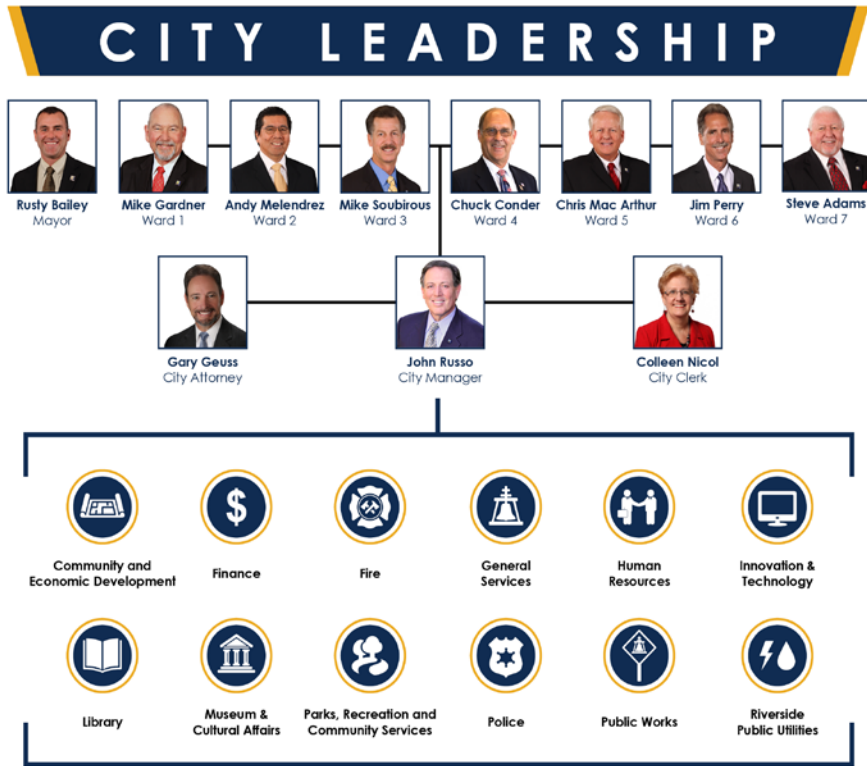 CITY LEADERSHIP
Rusty Bailey
Mayor
Mike Gardner
Ward 1
Andy Melendrez
Ward 2
Mike Soubirous
Ward 3
Chuck Conder
Ward 4
Chris Mac Arthur
Ward 5
Jim Perry
Ward 6
Steve Adams
Ward 7
Gary Geuss
City Attorney
John Russo
City Manager
Colleen Nicol
City Clerk
$
Community and
Economic Development
Finance
Fire
General
Services
Human
Resources
Innovation &
Technology
Library
Museum &
Cultural Affairs
Parks, Recreation and
Community Services
Police
Public Works
Riverside
Public Utilities